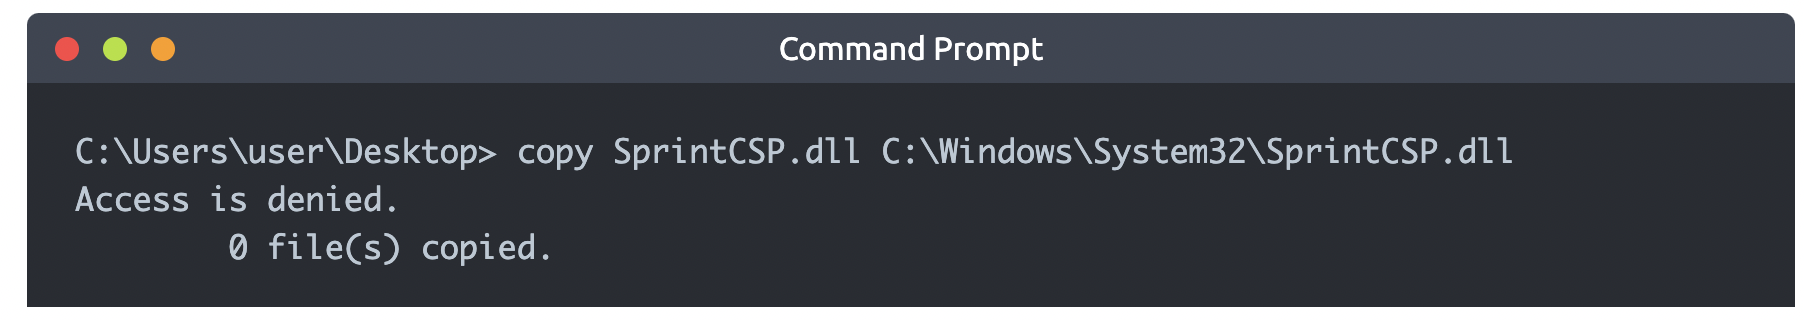 Command Prompt
C:\Users\user\Desktop> copy SprintCSP.dll C:\Windows\System32\SprintCSP.dll
Access is denied.
        0 file(s) copied.